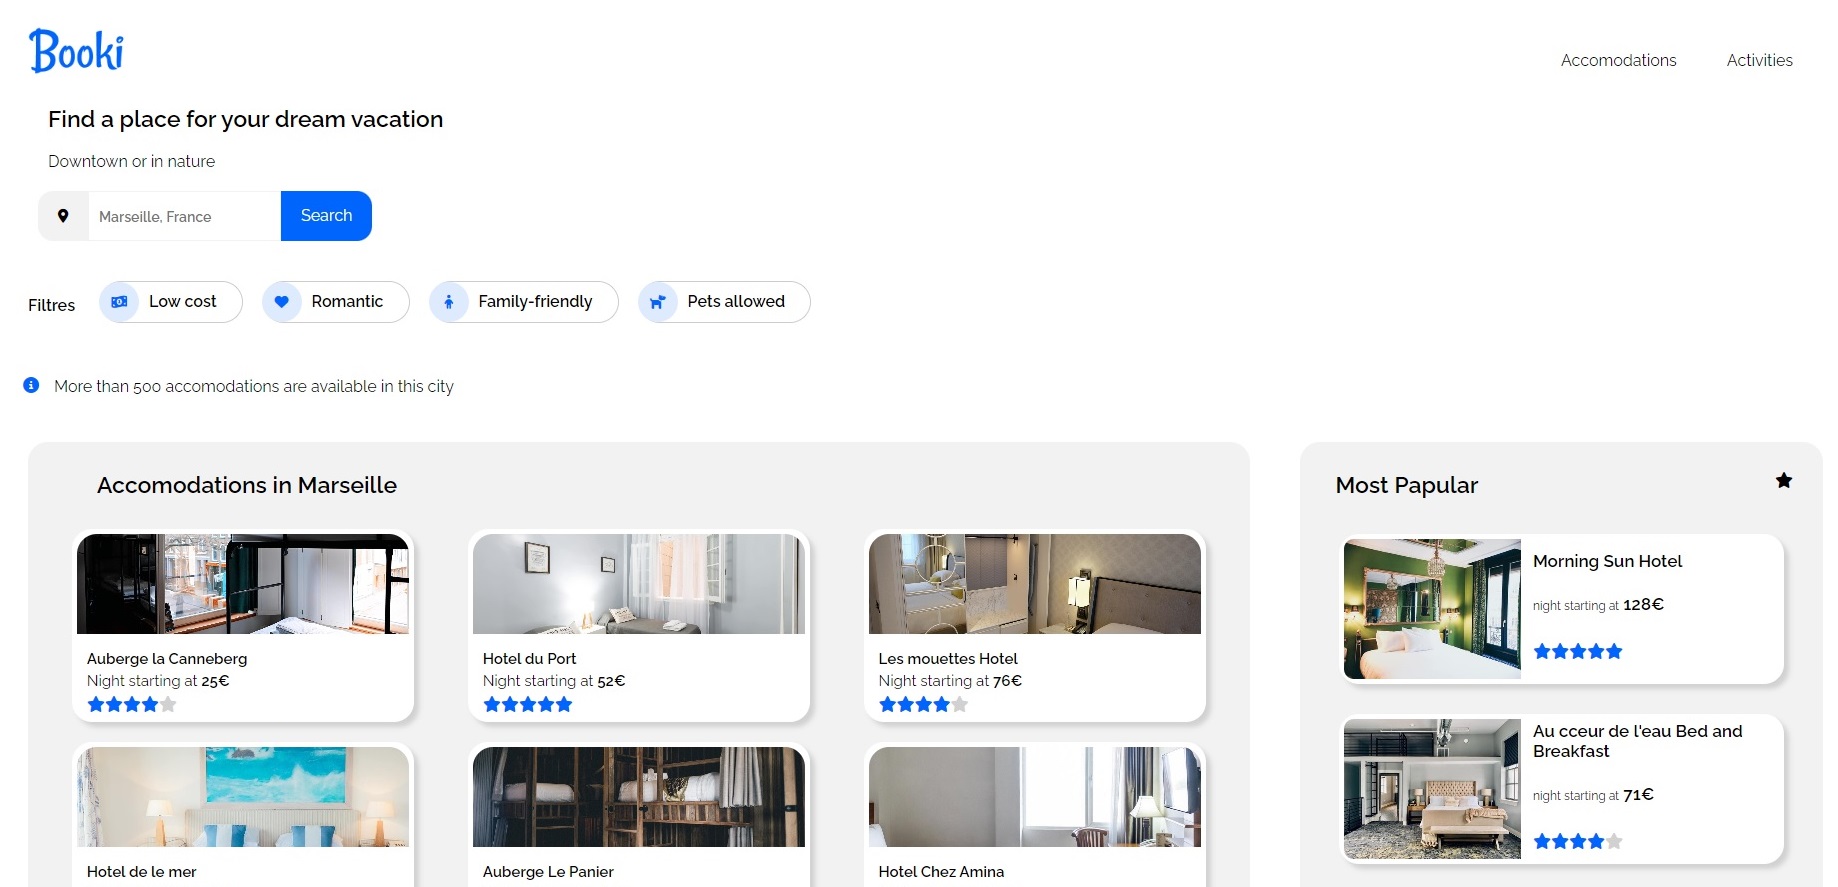 Booki
Accomodations
Activities
Find a place for your dream vacation
Downtown or in nature
Marseille, France
Search
Filtres
Low cost
Romantic
Family-friendly
Pets allowed
More than 500 accomodations are available in this city
Accomodations in Marseille
Auberge la Canneberg
Night starting at 25€
Hotel du Port
Night starting at 52€
Les mouettes Hotel
Night starting at 76€
Hotel de le mer
Auberge Le Panier
Hotel Chez Amina
Most Papular
Morning Sun Hotel
night starting at 128€
Au cceur de l'eau Bed and
Breakfast
night starting at 71€